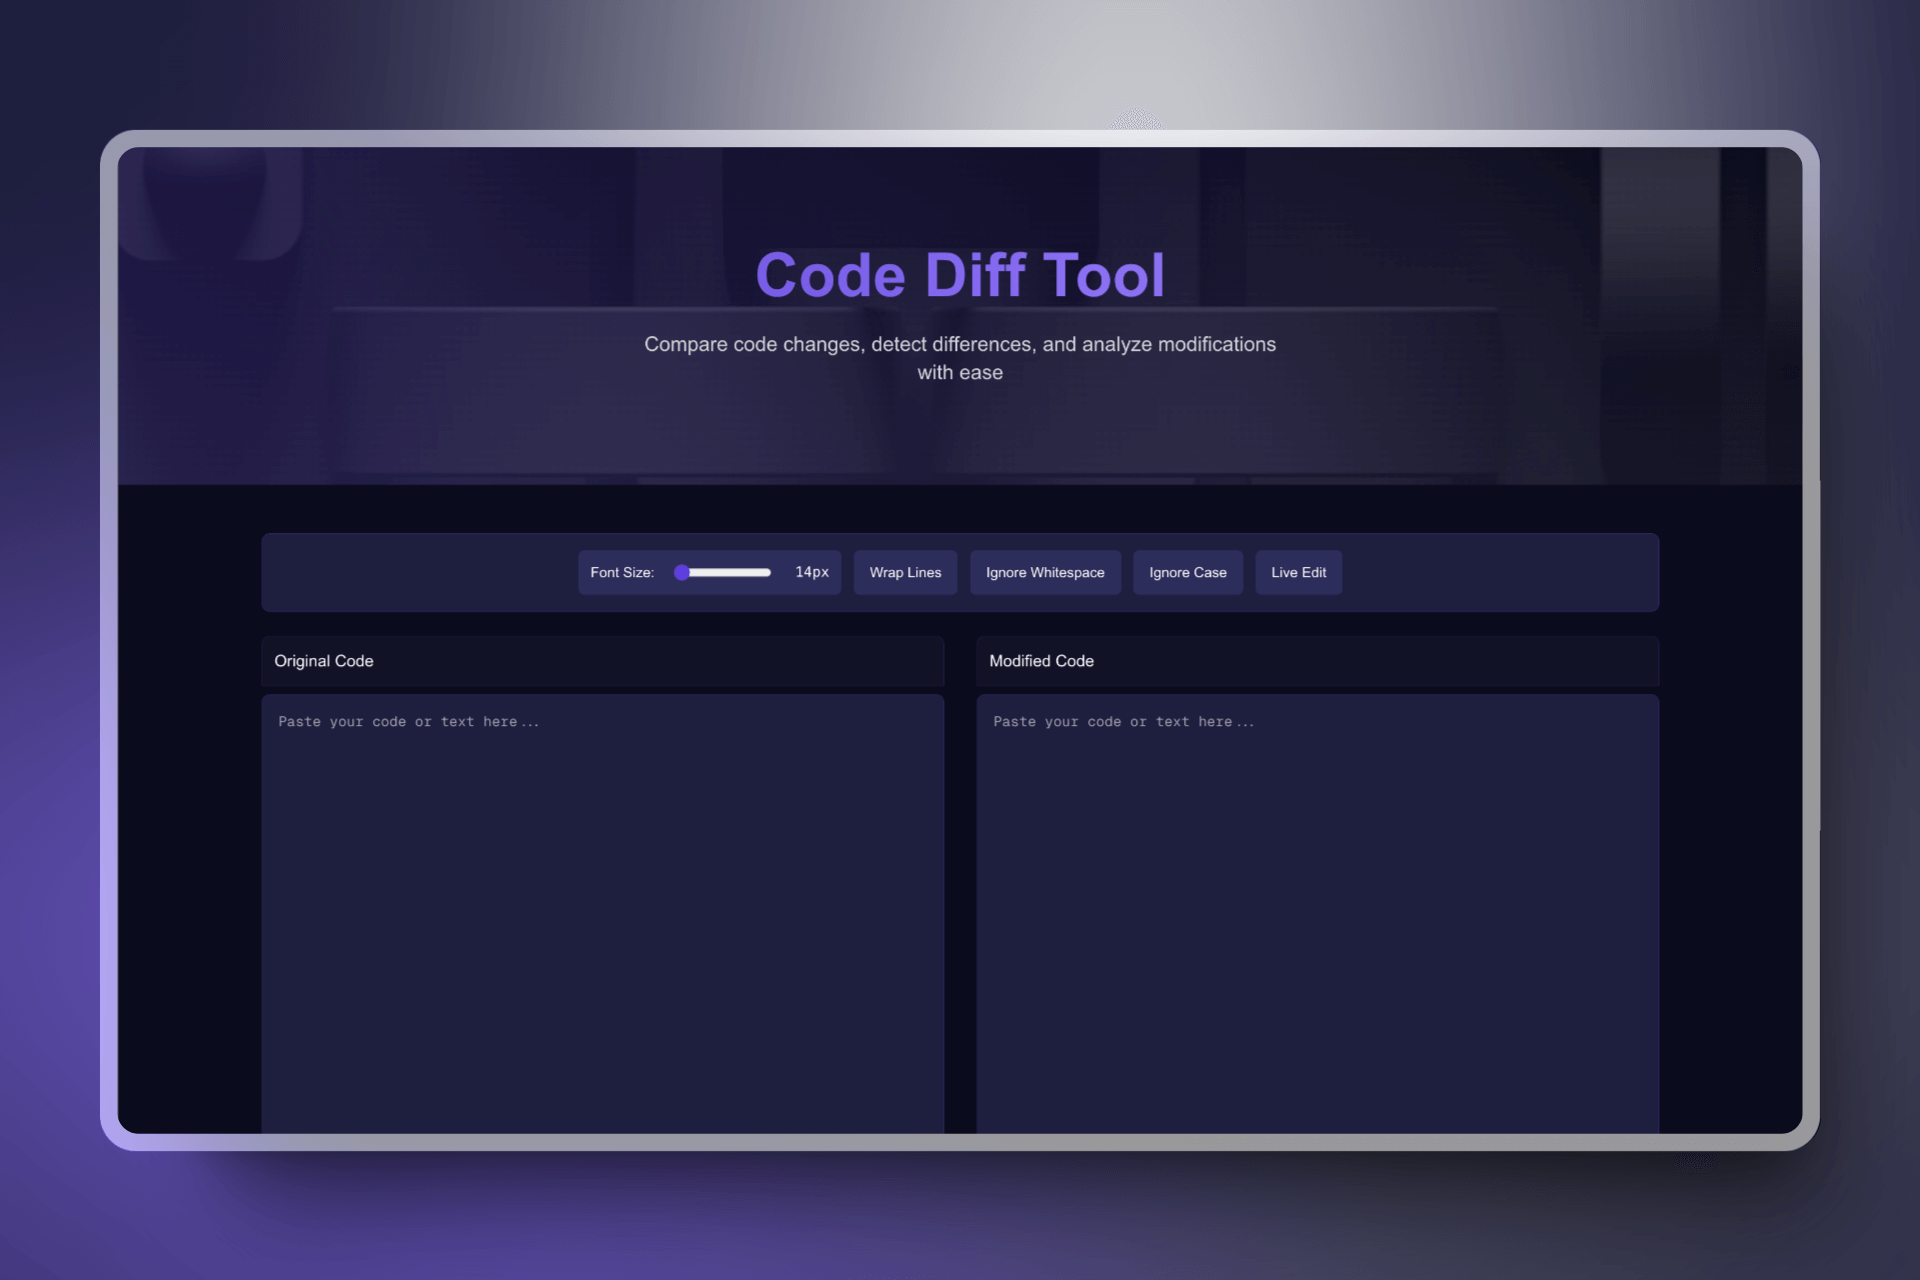 Code Diff Tool
Compare code changes, detect differences, and analyze modifications
with ease
Font Size: 14px Wrap Lines Ignore Whitespace Ignore Case Live Edit
Original Code Modified Code
Paste your code or text here... Paste your code or text here...